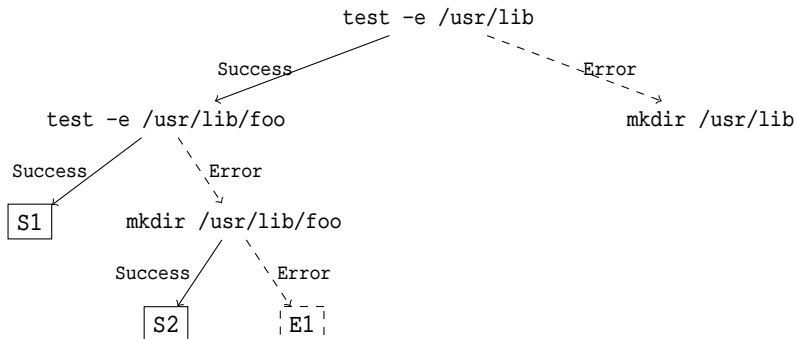 test -e /usr/lib
Success
Error
test -e /usr/lib/foo
mkdir /usr/lib
Success
Error
S1
mkdir /usr/lib/foo
Success
Error
S2
E1